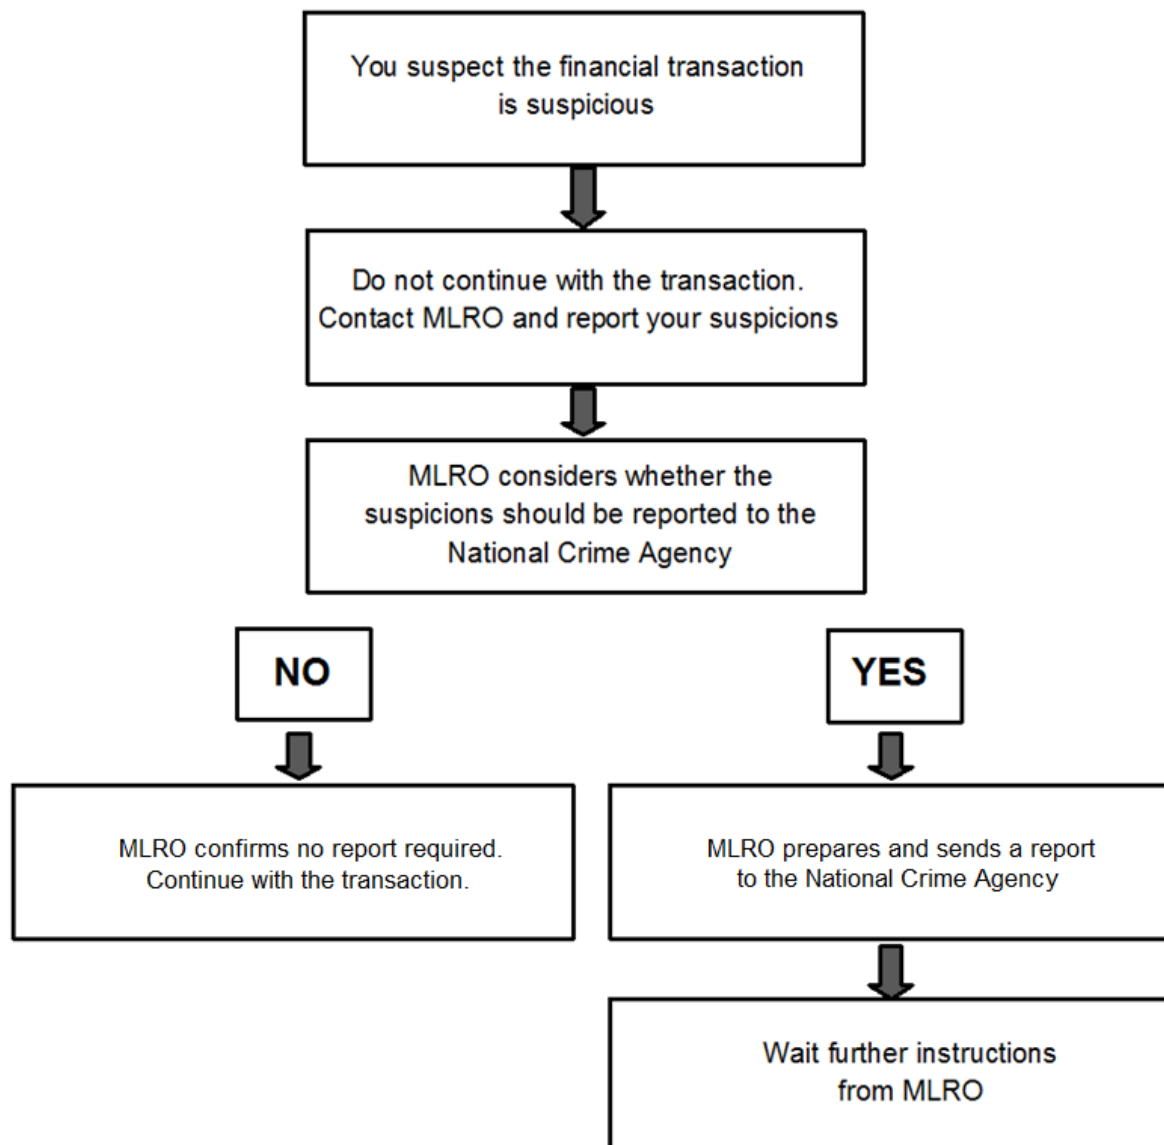 You suspect the financial transaction
is suspicious
Do not continue with the transaction.
Contact MLRO and report your suspicions
MLRO considers whether the
suspicions should be reported to the
National Crime Agency
NO
YES
MLRO confirms no report required.
Continue with the transaction.
MLRO prepares and sends a report
to the National Crime Agency
Wait further instructions
from MLRO